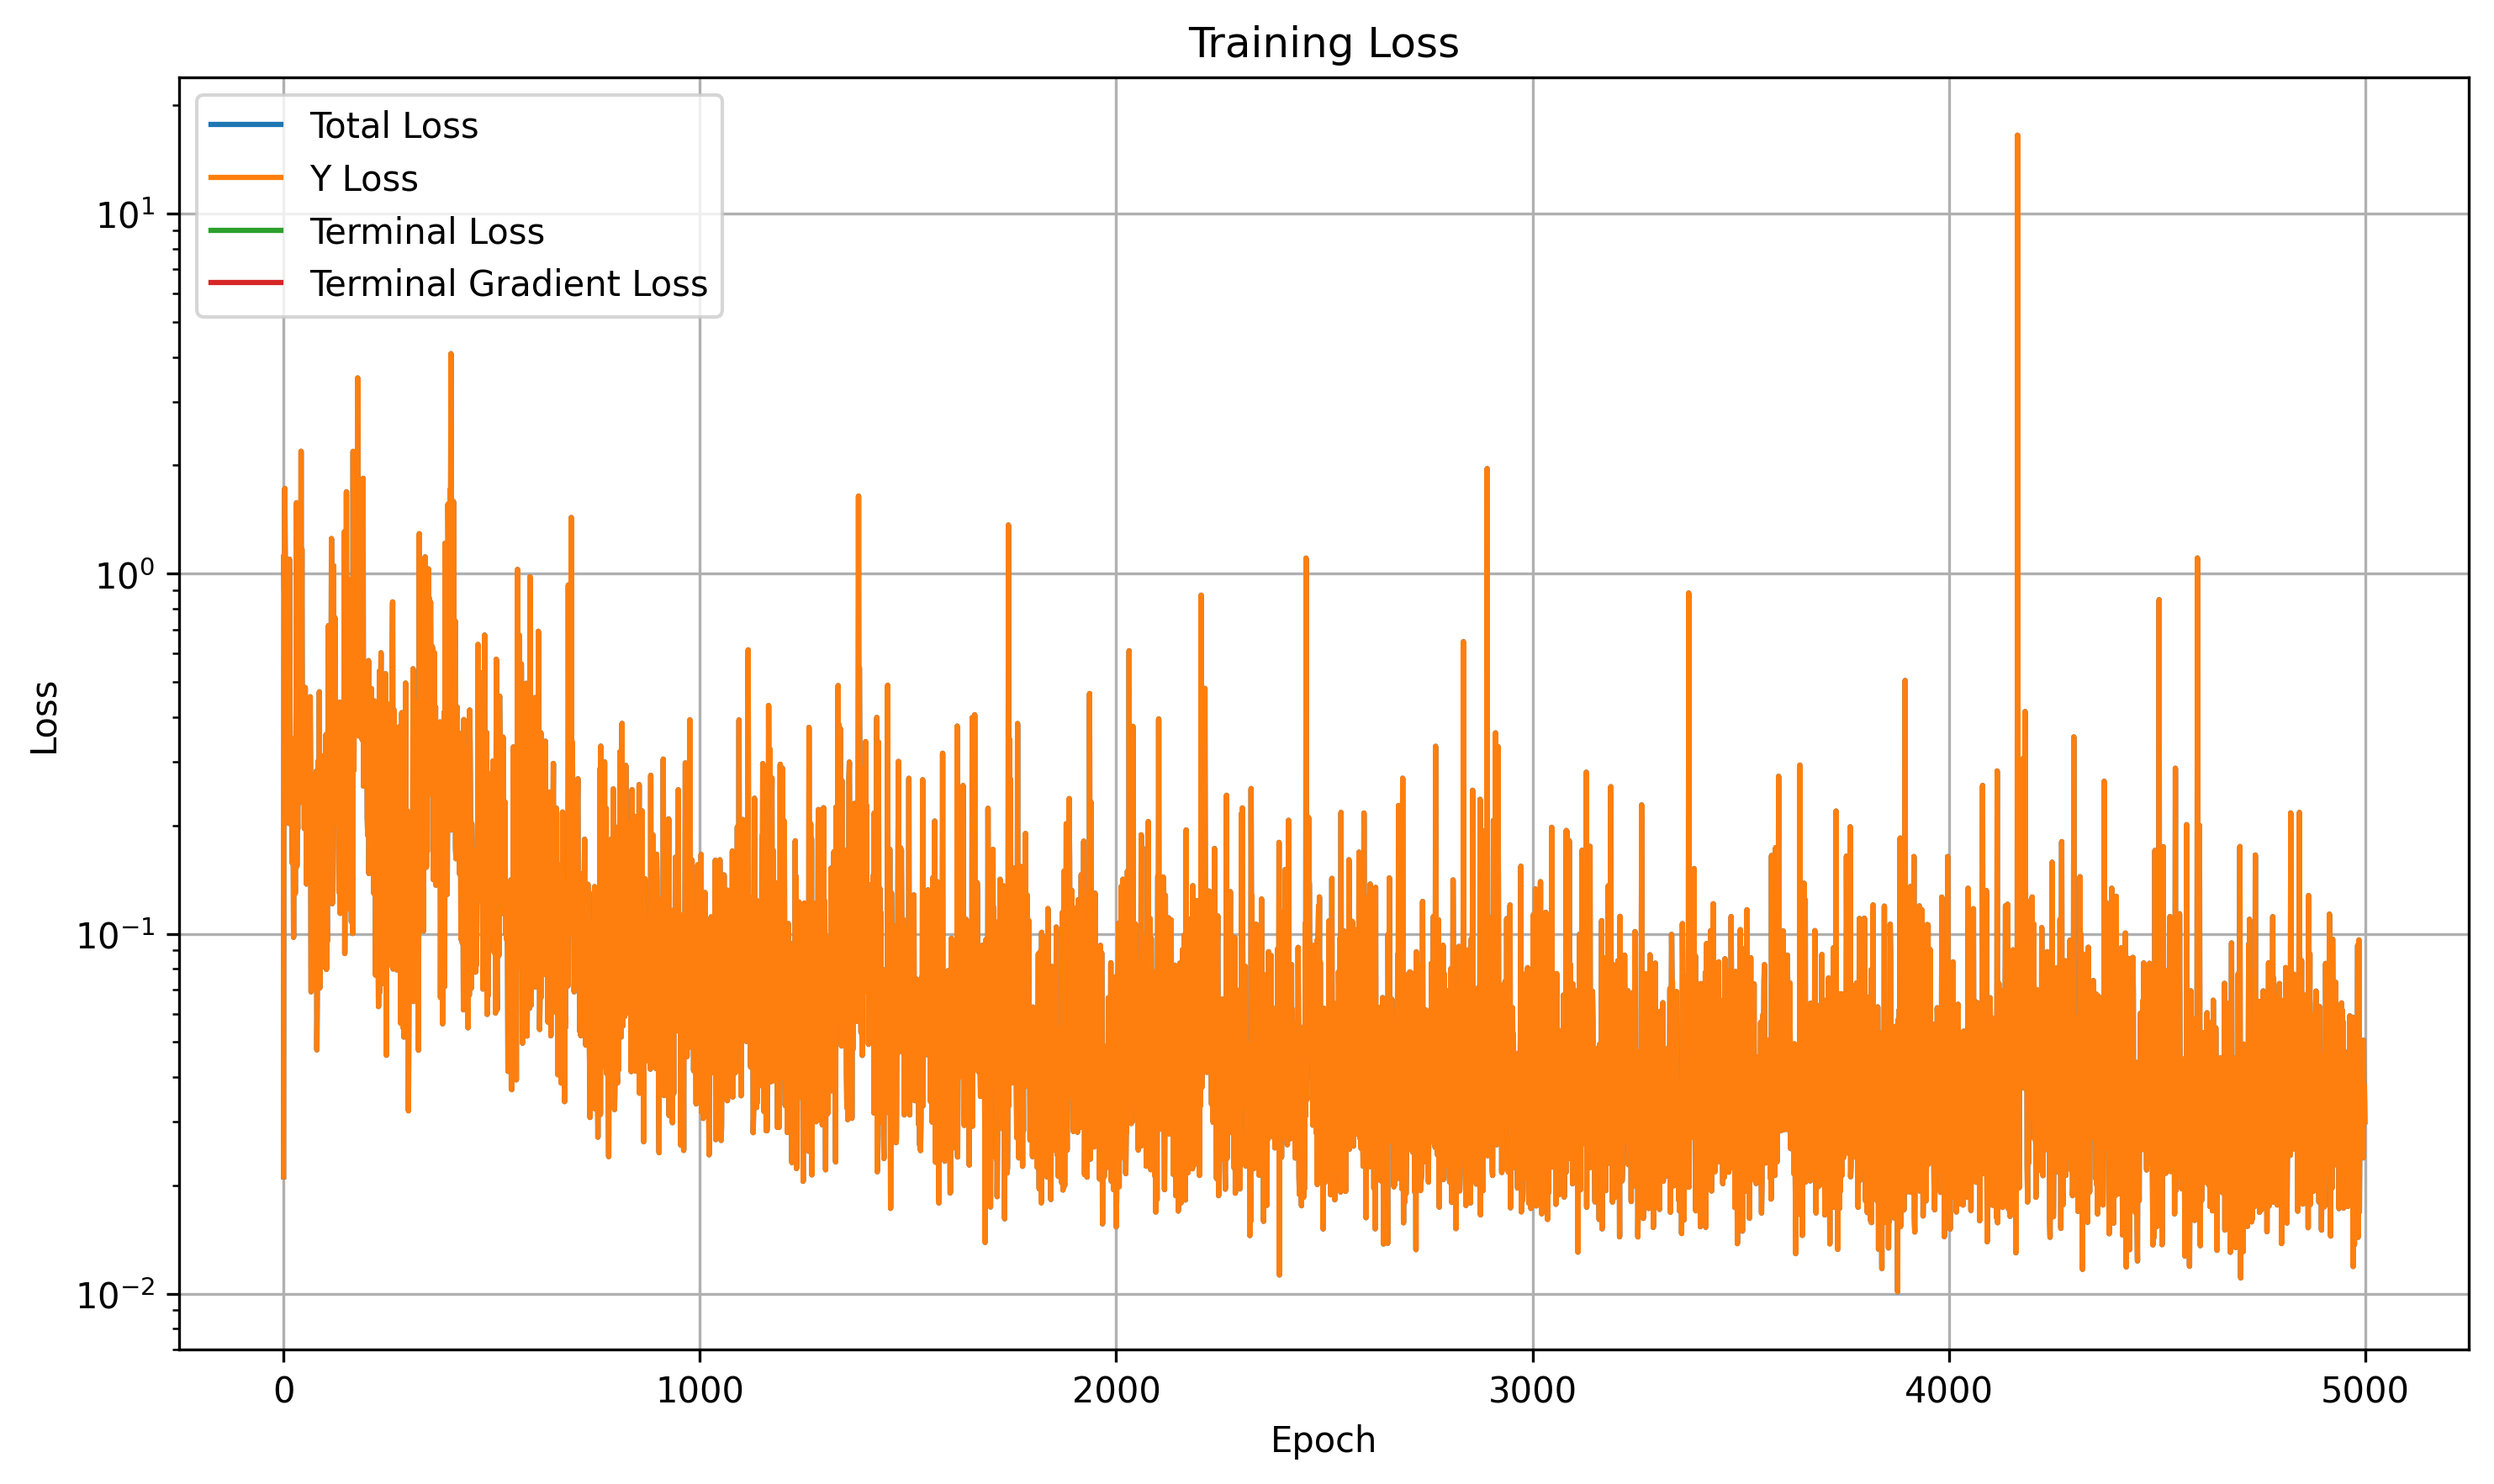 Training Loss
Total Loss
Y Loss
Terminal Loss
Terminal Gradient Loss
10¹
10⁰
10⁻¹
10⁻²
Loss
0 1000 2000 3000 4000 5000
Epoch